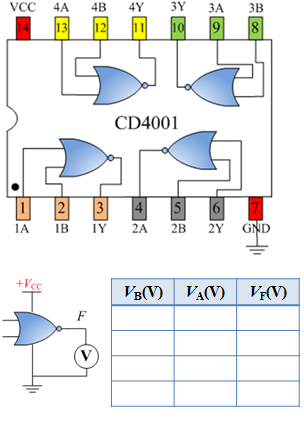 VCC 4A 4B 4Y 3Y 3A 3B
14 13 12 11 10 9 8
CD4001
1 2 3 4 5 6 7
1A 1B 1Y 2A 2B 2Y GND
+VCC
F
V
VB(V) VA(V) VF(V)